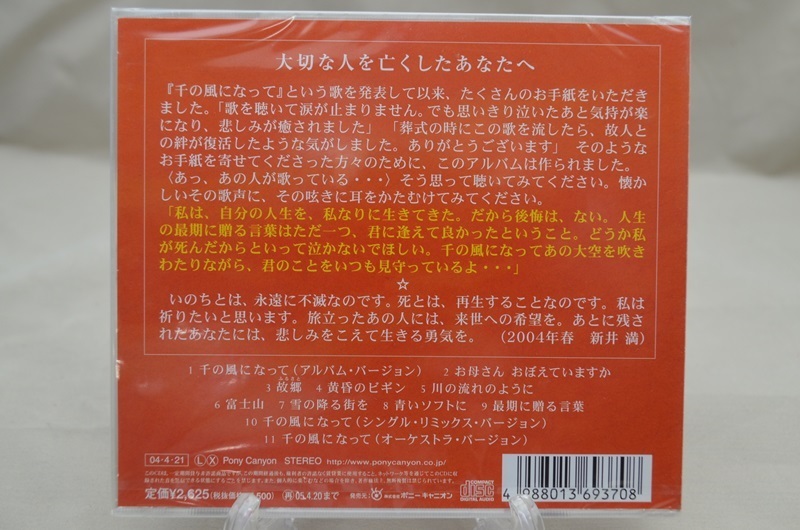 大切な人を亡くしたあなたへ
『千の風になって』という歌を発表して以来、たくさんのお手紙をいただき
ました。「歌を聴いて涙が止まりません。でも思いきり泣いたあと気持が楽
になり、悲しみが癒されました」「葬式の時にこの歌を流したら、故人と
の絆が復活したような気がしました。ありがとうございます」そのような
お手紙を寄せてくださった方々のために、このアルバムは作られました。
〈あっ、あの人が歌っている・・・〉そう思って聴いてみてください。懐か
しいその歌声に、その呟きに耳をかたむけてみてください。
「私は、自分の人生を、私なりに生きてきた。だから後悔は、ない。人生
の最期に贈る言葉はただ一つ、君に逢えて良かったということ。どうか私
が死んだからといって泣かないでほしい。千の風になってあの大空を吹き
わたりながら、君のことをいつも見守っているよ・・・」
☆
いのちとは、永遠に不滅なのです。死とは、再生することなのです。私は
祈りたいと思います。旅立ったあの人には、来世への希望を。あとに残さ
れたあなたには、悲しみをこえて生きる勇気を。 (2004年春 新井 満)
1 千の風になって(アルバム・バージョン) 2 お母さん おぼえていますか
3 故郷 4 黄昏のビギン 5 川の流れのように
6 富士山 7 雪の降る街を 8 青いソフトに 9 最期に贈る言葉
10 千の風になって(シングル・リミックス・バージョン)
11 千の風になって(オーケストラ・バージョン)
04・4・21 L X Pony Canyon STEREO http://www.ponycanyon.co.jp/
定価¥2,625 再 05.4.20まで 発売元: 株式会社 ポニーキャニオン
COMPACT disc DIGITAL AUDIO
4 988013 693708